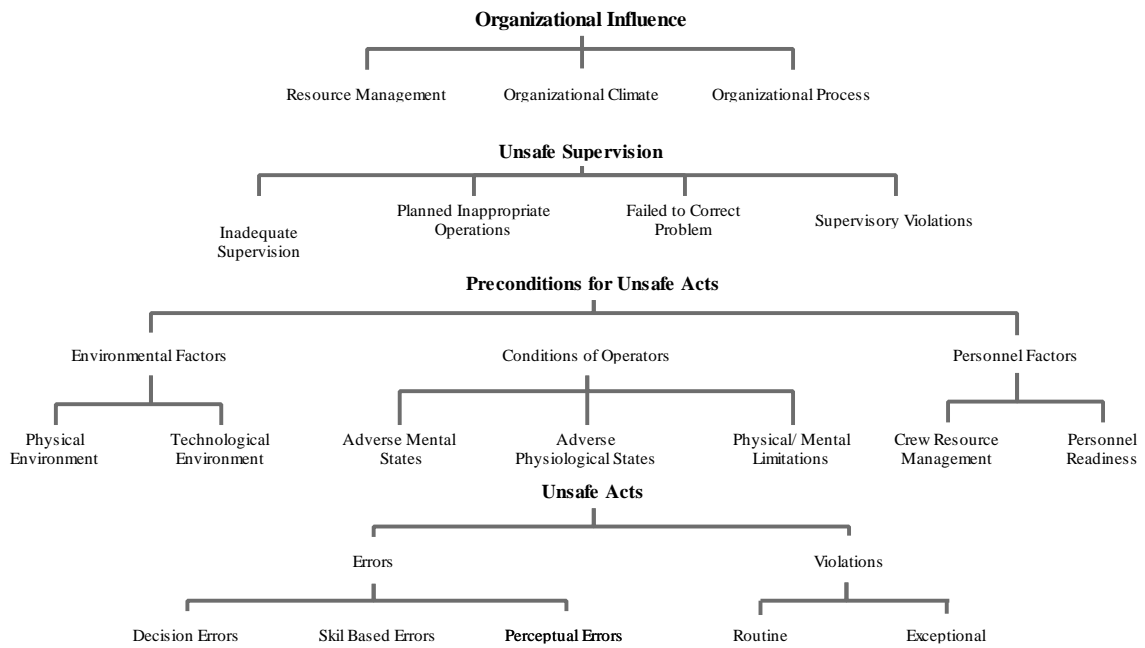 Organizational Influence
Resource Management Organizational Climate Organizational Process
Unsafe Supervision
Inadequate
Supervision
Planned Inappropriate
Operations
Failed to Correct
Problem
Supervisory Violations
Preconditions for Unsafe Acts
Environmental Factors Conditions of Operators Personnel Factors
Physical
Environment
Technological
Environment
Adverse Mental
States
Adverse
Physiological States
Physical/ Mental
Limitations
Crew Resource
Management
Personnel
Readiness
Unsafe Acts
Errors Violations
Decision Errors Skil Based Errors Perceptual Errors Routine Exceptional